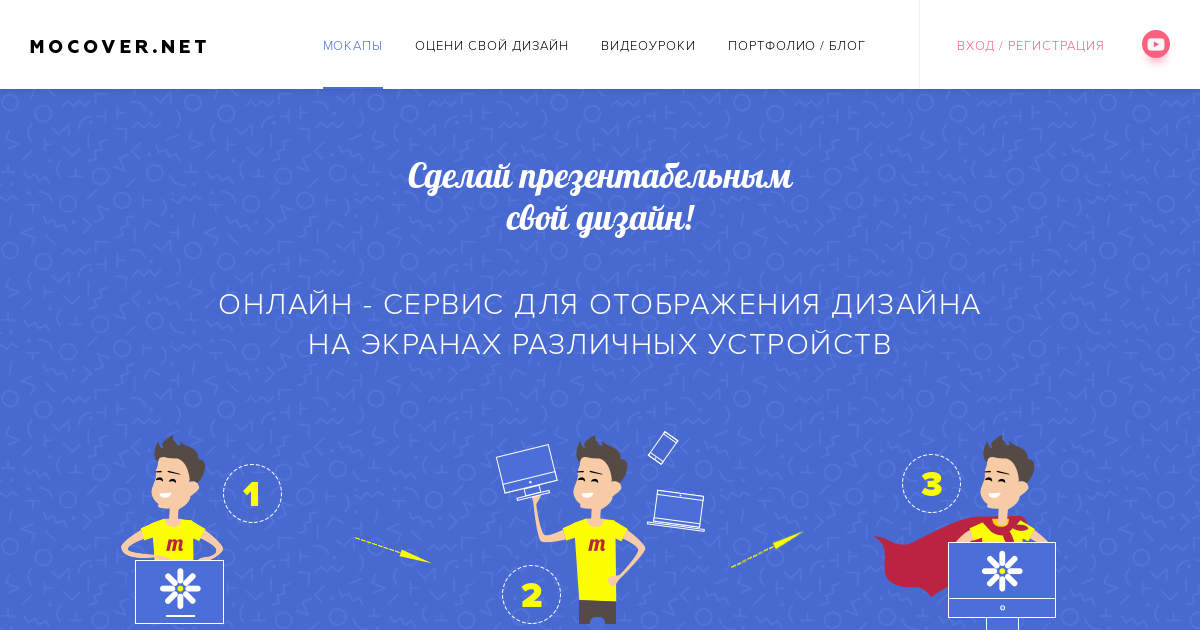 MOCOVER.NET
МОКАПЫ
ОЦЕНИ СВОЙ ДИЗАЙН
ВИДЕОУРОКИ
ПОРТФОЛИО / БЛОГ
ВХОД / РЕГИСТРАЦИЯ
Сделай презентабельным
свой дизайн!
ОНЛАЙН - СЕРВИС ДЛЯ ОТОБРАЖЕНИЯ ДИЗАЙНА
НА ЭКРАНАХ РАЗЛИЧНЫХ УСТРОЙСТВ
1
m
2
m
3